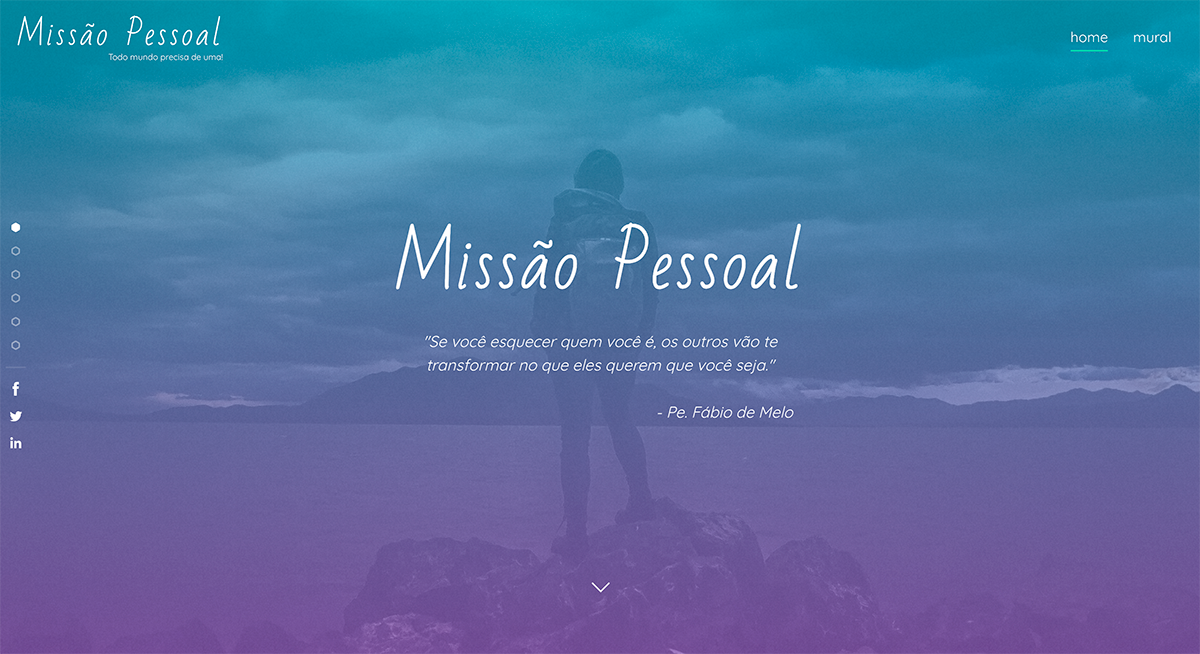 Missão Pessoal
Todo mundo precisa de uma!
home
mural
Missão Pessoal
"Se você esquecer quem você é, os outros vão te
transformar no que eles querem que você seja."
- Pe. Fábio de Melo
f
in